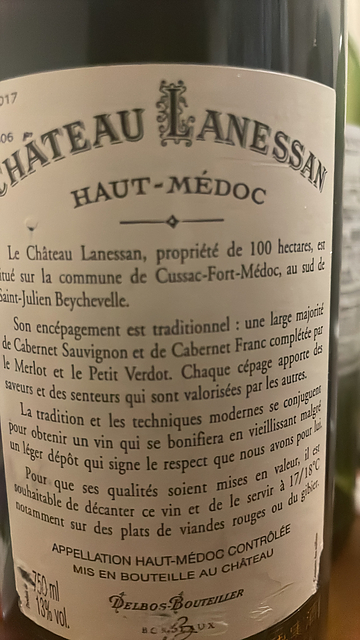 017
06
CHÂTEAU LANESSAN
HAUT-MÉDOC
Le Château Lanessan, propriété de 100 hectares, est
itué sur la commune de Cussac-Fort-Médoc, au sud de
Saint-Julien Beychevelle.
Son encépagement est traditionnel : une large majorité
de Cabernet Sauvignon et de Cabernet Franc complétée par
le Merlot et le Petit Verdot. Chaque cépage apporte des
saveurs et des senteurs qui sont valorisées par les autres.
La tradition et les techniques modernes se conjuguent
pour obtenir un vin qui se bonifiera en vieillissant malgré
un léger dépôt qui signe le respect que nous avons pour lui.
Pour que ses qualités soient mises en valeur, il est
souhaitable de décanter ce vin et de le servir à 17/18°C
notamment sur des plats de viandes rouges ou du gibier.
APPELLATION HAUT-MÉDOC CONTRÔLÉE
MIS EN BOUTEILLE AU CHÂTEAU
750 ml
13% vol.
DELBOS-BOUTEILLER
BORDEAUX